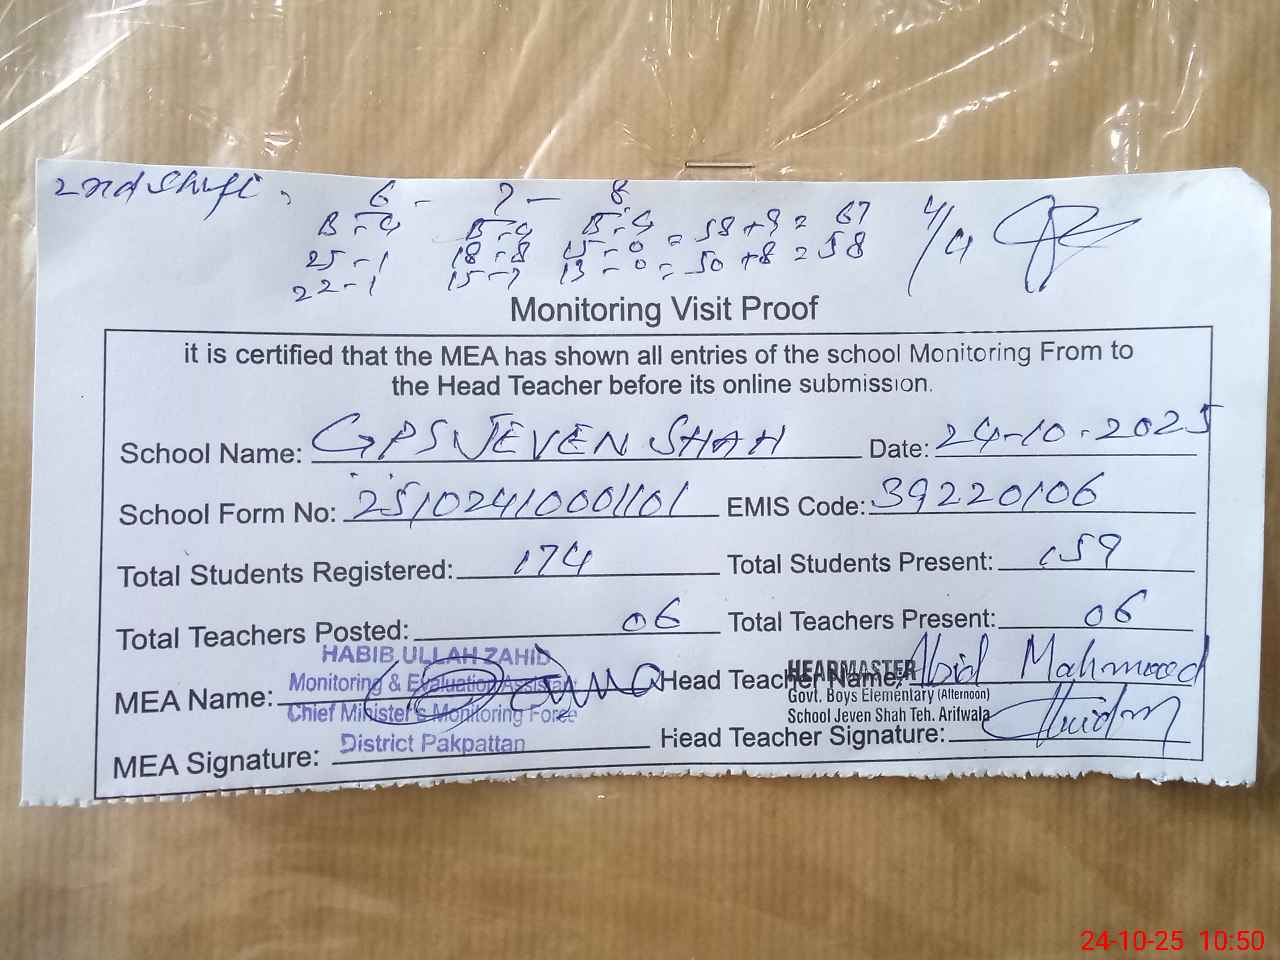 2nd Shift, 6 - 7 - 8
B-G B-G B-G
25-1 18-8 15-0 = 58+9 = 67 4/4
22-1 15-7 13-0 = 50+8 = 58
Monitoring Visit Proof
it is certified that the MEA has shown all entries of the school Monitoring From to
the Head Teacher before its online submission.
School Name: GPS JEVEN SHAH Date: 24-10-2025
School Form No: 25102410001101 EMIS Code: 39220106
Total Students Registered: 174 Total Students Present: 159
Total Teachers Posted: 06 Total Teachers Present: 06
HABIB ULLAH ZAHID
Monitoring & Evaluation Assistant
Chief Minister's Monitoring Force
District Pakpattan
MEA Name: Head Teacher Name: Abid Mahmood
HEADMASTER
Govt. Boys Elementary (Afternoon)
School Jeven Shah Teh. Arifwala
MEA Signature: Head Teacher Signature:
24-10-25 10:50